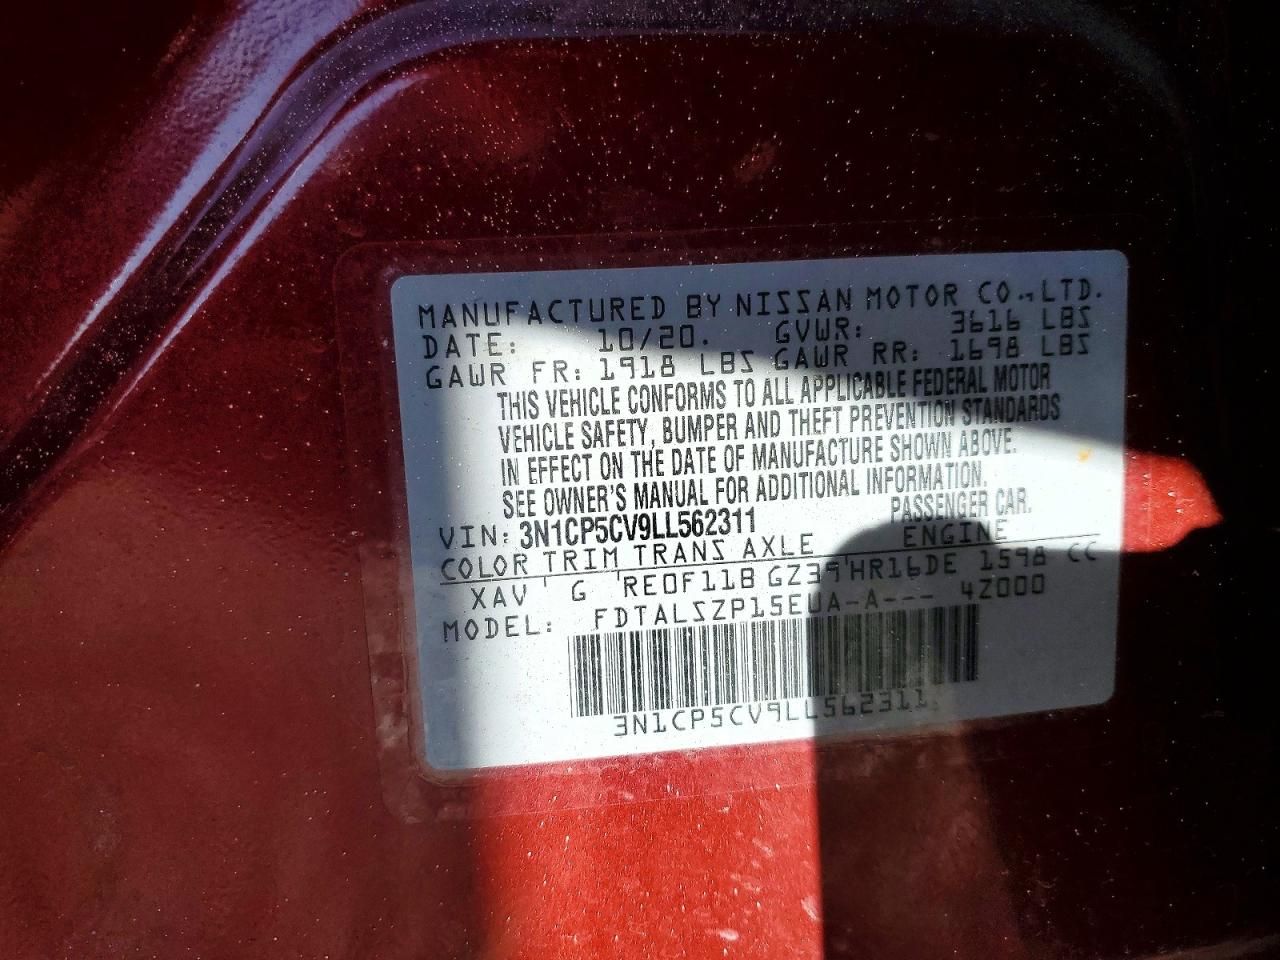 MANUFACTURED BY NISSAN MOTOR CO.,LTD.
DATE: 10/20. GVWR: 3616 LBS
GAWR FR: 1918 LBS GAWR RR: 1698 LBS
THIS VEHICLE CONFORMS TO ALL APPLICABLE FEDERAL MOTOR
VEHICLE SAFETY, BUMPER AND THEFT PREVENTION STANDARDS
IN EFFECT ON THE DATE OF MANUFACTURE SHOWN ABOVE.
SEE OWNER'S MANUAL FOR ADDITIONAL INFORMATION.
VIN: 3N1CP5CV9LL562311 PASSENGER CAR.
COLOR TRIM TRANS AXLE ENGINE
XAV G RE0F11B GZ39 HR16DE 1598 CC
MODEL: FDTALSZP15EUA-A--- 4Z000
3N1CP5CV9LL562311